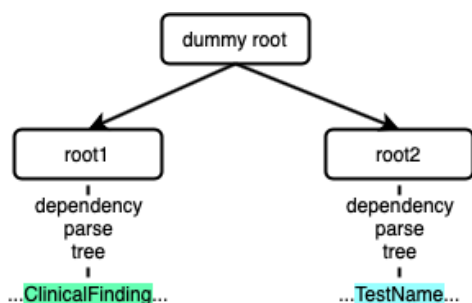 dummy root
root1
root2
dependency
parse
tree
...ClinicalFinding...
dependency
parse
tree
...TestName...